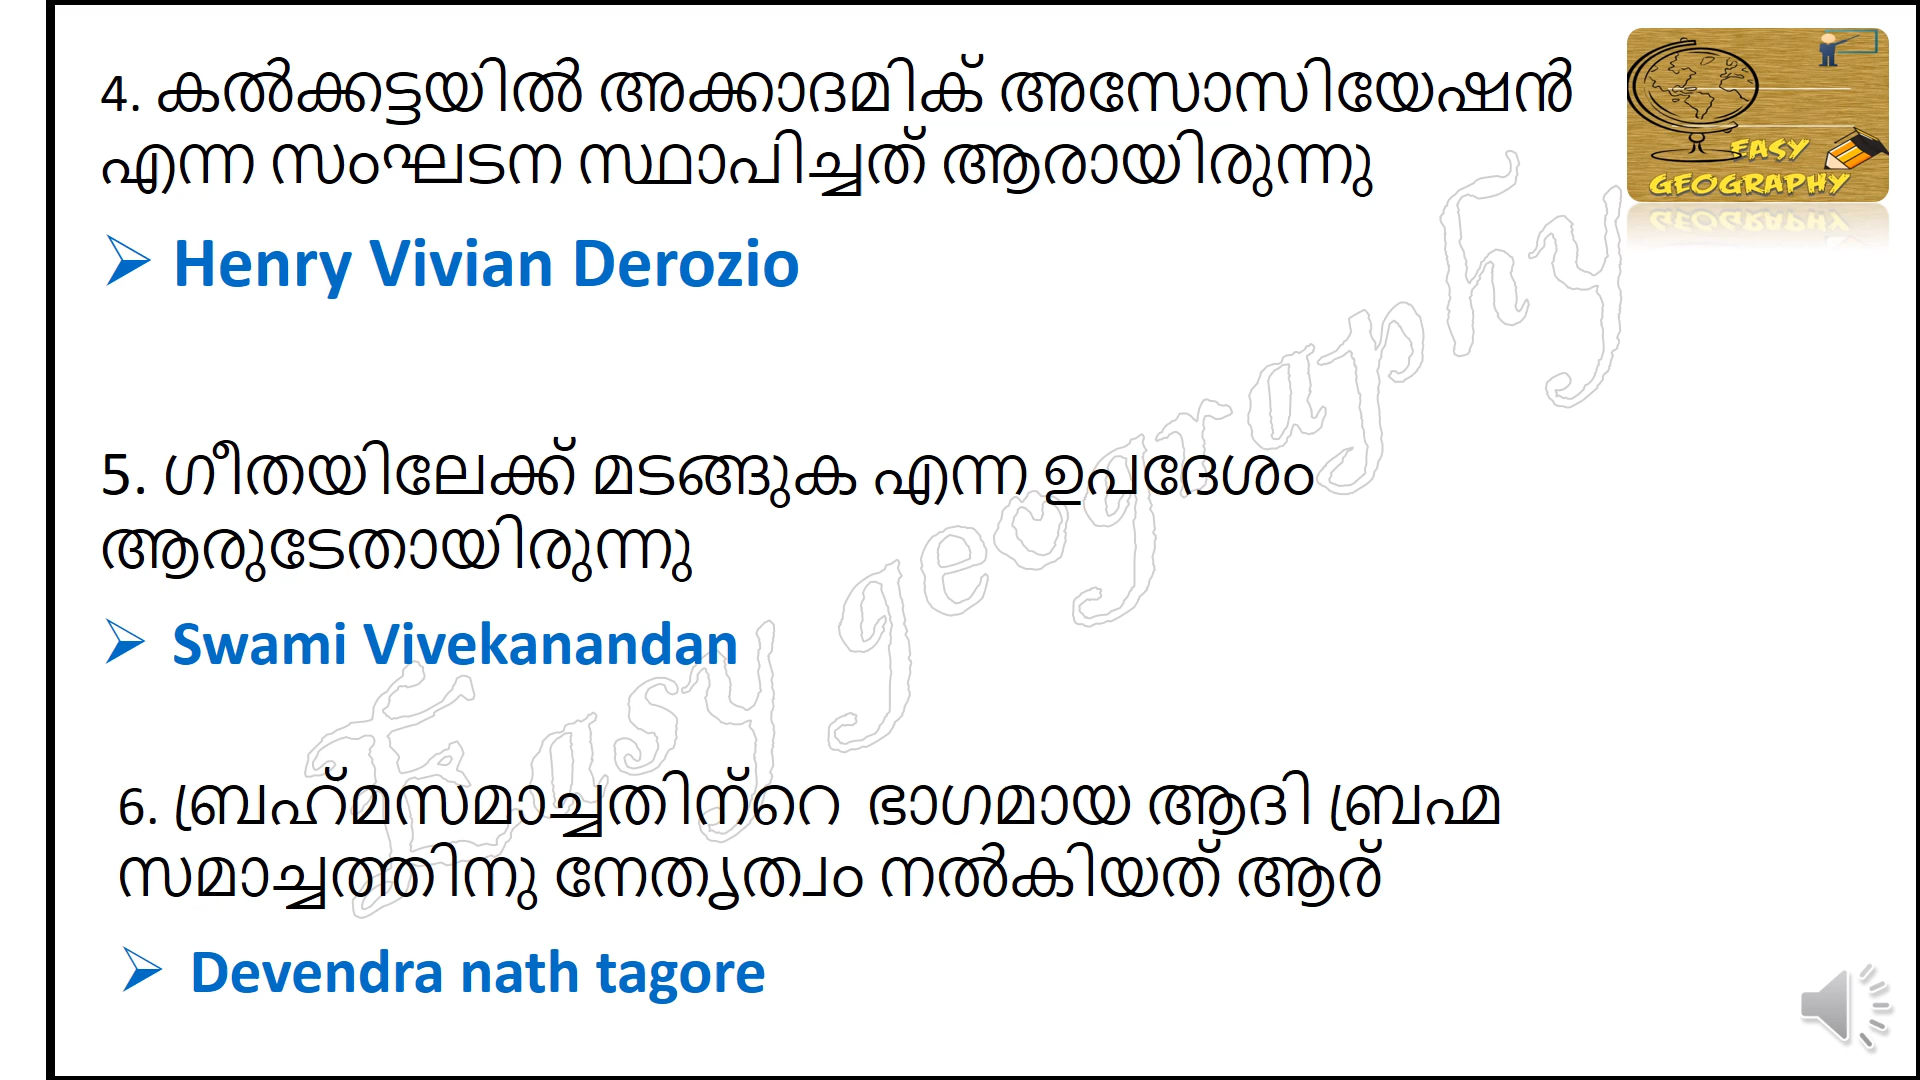 4. കൽക്കട്ടയിൽ അക്കാദമിക് അസോസിയേഷൻ
എന്ന സംഘടന സ്ഥാപിച്ചത് ആരായിരുന്നു
Henry Vivian Derozio
5. ഗീതയിലേക്ക് മടങ്ങുക എന്ന ഉപദേശം
ആരുടേതായിരുന്നു
Swami Vivekanandan
6. ബ്രഹ്‌മസമാച്ചതിന്റെ ഭാഗമായ ആദി ബ്രഹ്മ
സമാച്ചത്തിനു നേതൃത്വം നൽകിയത് ആര്
Devendra nath tagore
EASY
GEOGRAPHY
Easy geography